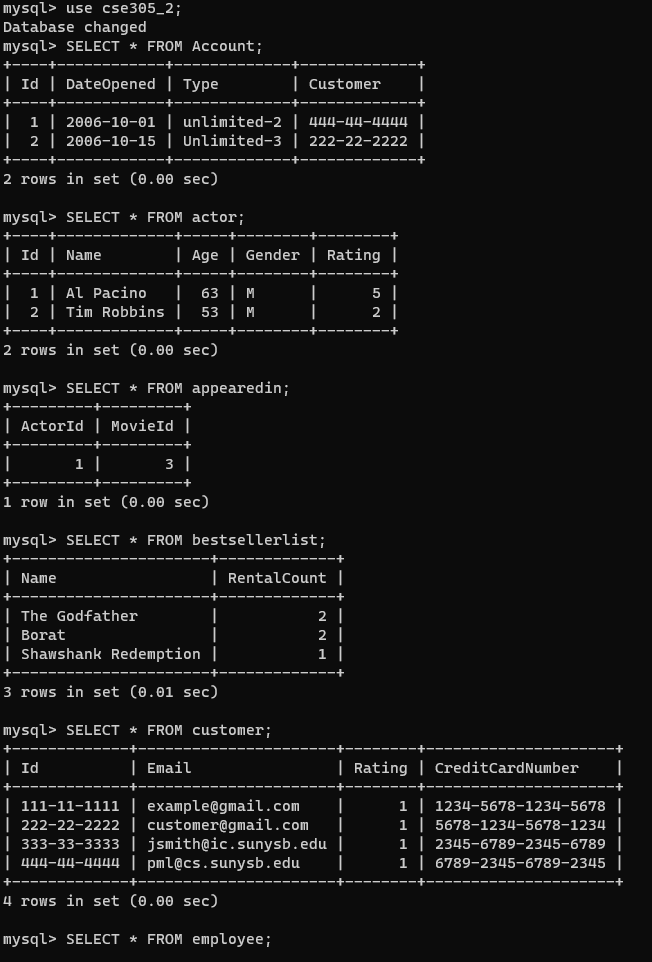 mysql> use cse305_2;
Database changed
mysql> SELECT * FROM Account;
+----+------------+-------------+-------------+
| Id | DateOpened | Type        | Customer    |
+----+------------+-------------+-------------+
|  1 | 2006-10-01 | unlimited-2 | 444-44-4444 |
|  2 | 2006-10-15 | Unlimited-3 | 222-22-2222 |
+----+------------+-------------+-------------+
2 rows in set (0.00 sec)

mysql> SELECT * FROM actor;
+----+-------------+-----+--------+--------+
| Id | Name        | Age | Gender | Rating |
+----+-------------+-----+--------+--------+
|  1 | Al Pacino   |  63 | M      |      5 |
|  2 | Tim Robbins |  53 | M      |      2 |
+----+-------------+-----+--------+--------+
2 rows in set (0.00 sec)

mysql> SELECT * FROM appearedin;
+---------+---------+
| ActorId | MovieId |
+---------+---------+
|       1 |       3 |
+---------+---------+
1 row in set (0.00 sec)

mysql> SELECT * FROM bestsellerlist;
+----------------------+-------------+
| Name                 | RentalCount |
+----------------------+-------------+
| The Godfather        |           2 |
| Borat                |           2 |
| Shawshank Redemption |           1 |
+----------------------+-------------+
3 rows in set (0.01 sec)

mysql> SELECT * FROM customer;
+-------------+----------------------+--------+---------------------+
| Id          | Email                | Rating | CreditCardNumber    |
+-------------+----------------------+--------+---------------------+
| 111-11-1111 | example@gmail.com    |      1 | 1234-5678-1234-5678 |
| 222-22-2222 | customer@gmail.com   |      1 | 5678-1234-5678-1234 |
| 333-33-3333 | jsmith@ic.sunysb.edu |      1 | 2345-6789-2345-6789 |
| 444-44-4444 | pml@cs.sunysb.edu    |      1 | 6789-2345-6789-2345 |
+-------------+----------------------+--------+---------------------+
4 rows in set (0.00 sec)

mysql> SELECT * FROM employee;